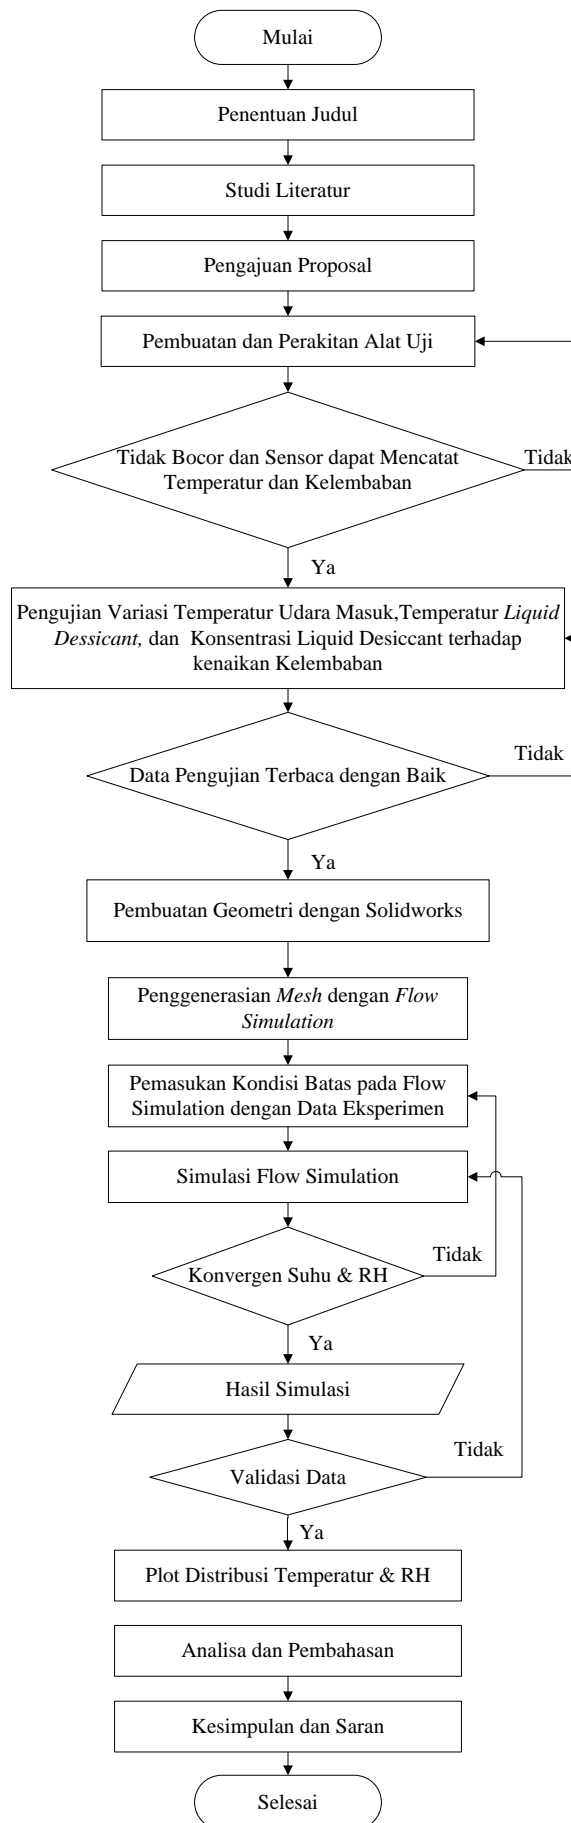 Mulai
Penentuan Judul
Studi Literatur
Pengajuan Proposal
Pembuatan dan Perakitan Alat Uji
Tidak Bocor dan Sensor dapat Mencatat
Temperatur dan Kelembaban
Tidak
Ya
Pengujian Variasi Temperatur Udara Masuk,Temperatur Liquid
Dessicant, dan Konsentrasi Liquid Desiccant terhadap
kenaikan Kelembaban
Data Pengujian Terbaca dengan Baik
Tidak
Ya
Pembuatan Geometri dengan Solidworks
Penggenerasian Mesh dengan Flow
Simulation
Pemasukan Kondisi Batas pada Flow
Simulation dengan Data Eksperimen
Simulasi Flow Simulation
Konvergen Suhu & RH
Tidak
Ya
Hasil Simulasi
Validasi Data
Tidak
Ya
Plot Distribusi Temperatur & RH
Analisa dan Pembahasan
Kesimpulan dan Saran
Selesai